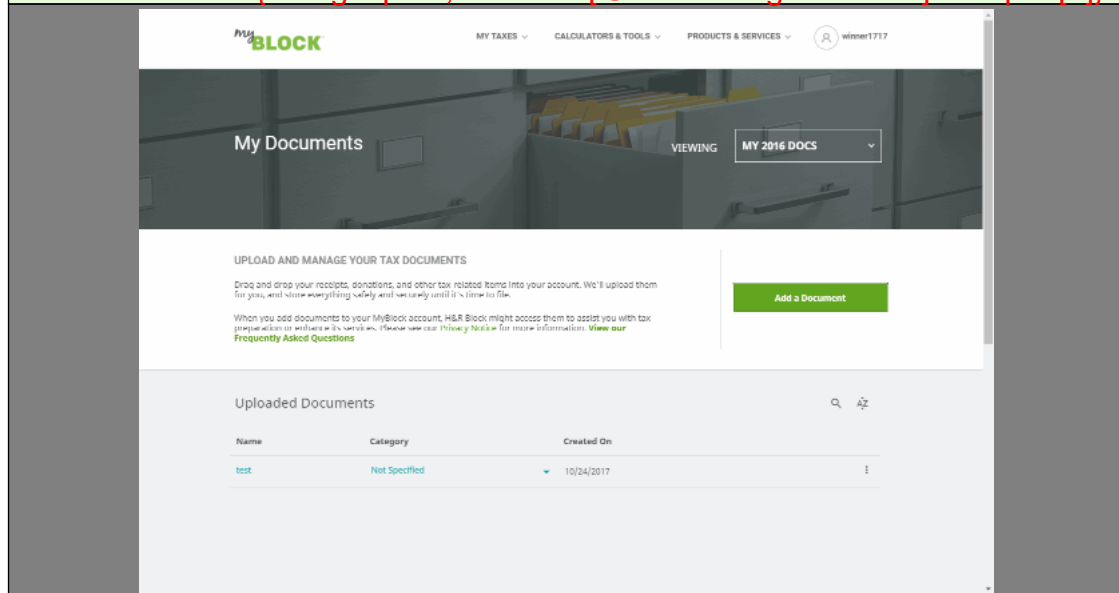 my BLOCK
MY TAXES
CALCULATORS & TOOLS
PRODUCTS & SERVICES
winner1717
My Documents
VIEWING
MY 2016 DOCS
UPLOAD AND MANAGE YOUR TAX DOCUMENTS
Drag and drop your receipts, donations, and other tax related items into your account. We'll upload them
for you, and store everything safely and securely until it's time to file.
When you add documents to your MyBlock account, H&R Block might access them to assist you with tax
preparation or enhance its services. Please see our Privacy Notice for more information. View our
Frequently Asked Questions
Add a Document
Uploaded Documents
AZ
Name Category Created On
test Not Specified 10/24/2017